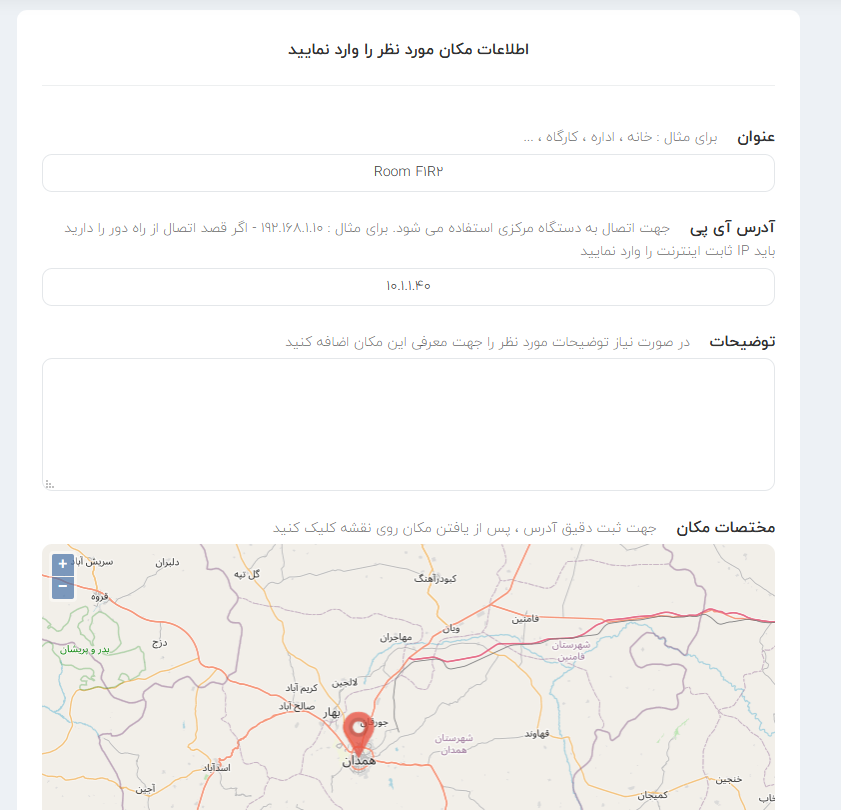 اطلاعات مکان مورد نظر را وارد نمایید
عنوان برای مثال : خانه ، اداره ، کارگاه ، ...
Room F۱R۲
آدرس آی پی جهت اتصال به دستگاه مرکزی استفاده می شود. برای مثال : ۱۹۲.۱۶۸.۱.۱۰ - اگر قصد اتصال از راه دور را دارید
باید IP ثابت اینترنت را وارد نمایید
۱۰.۱.۱.۴۰
توضیحات در صورت نیاز توضیحات مورد نظر را جهت معرفی این مکان اضافه کنید
مختصات مکان جهت ثبت دقیق آدرس ، پس از یافتن مکان روی نقشه کلیک کنید
+
−
سریش آباد
دلبران
گل تپه
کبودرآهنگ
قروه
فامنین
ویان
مهاجران
دزج
شهرستان
فامنین
بدر و پریشان
لالجین
کریم آباد
صالح آباد
بهار
جورقان
قهاوند
شهرستان
همدان
همدان
اسدآباد
آجین
خنجین
کمیجان